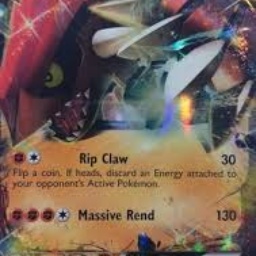 Rip Claw 30
Flip a coin. If heads, discard an Energy attached to
your opponent's Active Pokémon.
Massive Rend 130